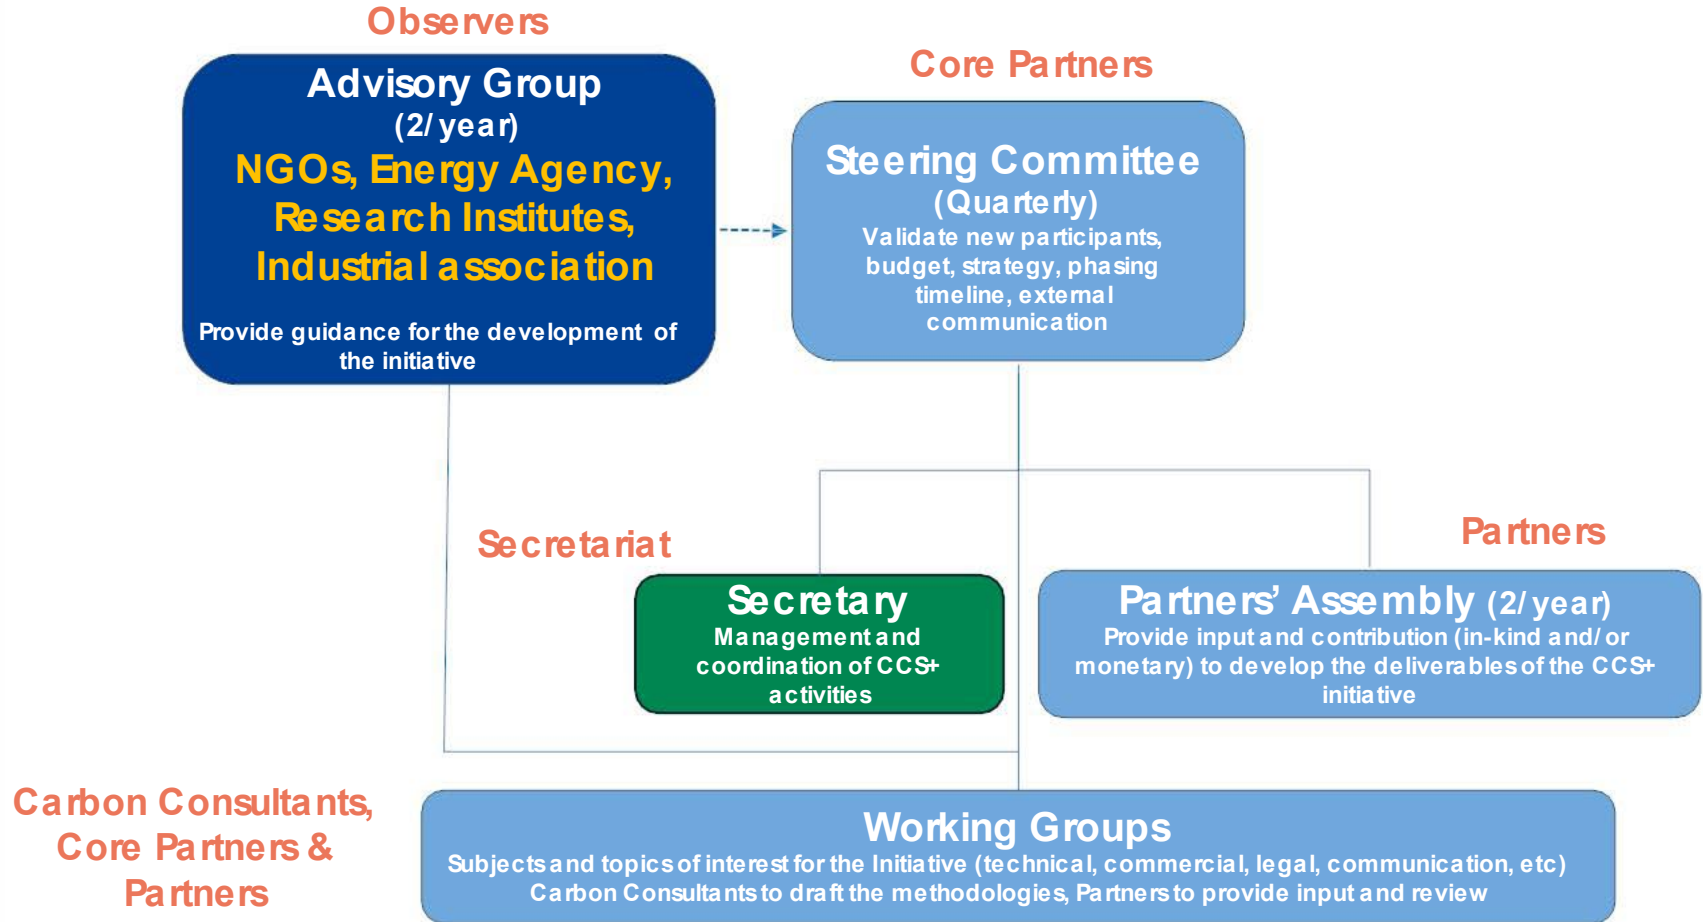 Observers
Advisory Group
(2/year)
NGOs, Energy Agency,
Research Institutes,
Industrial association
Provide guidance for the development of
the initiative
Core Partners
Steering Committee
(Quarterly)
Validate new participants,
budget, strategy, phasing
timeline, external
communication
Secretariat
Secretary
Management and
coordination of CCS+
activities
Partners
Partners’ Assembly (2/year)
Provide input and contribution (in-kind and/or
monetary) to develop the deliverables of the CCS+
initiative
Carbon Consultants,
Core Partners &
Partners
Working Groups
Subjects and topics of interest for the Initiative (technical, commercial, legal, communication, etc)
Carbon Consultants to draft the methodologies, Partners to provide input and review